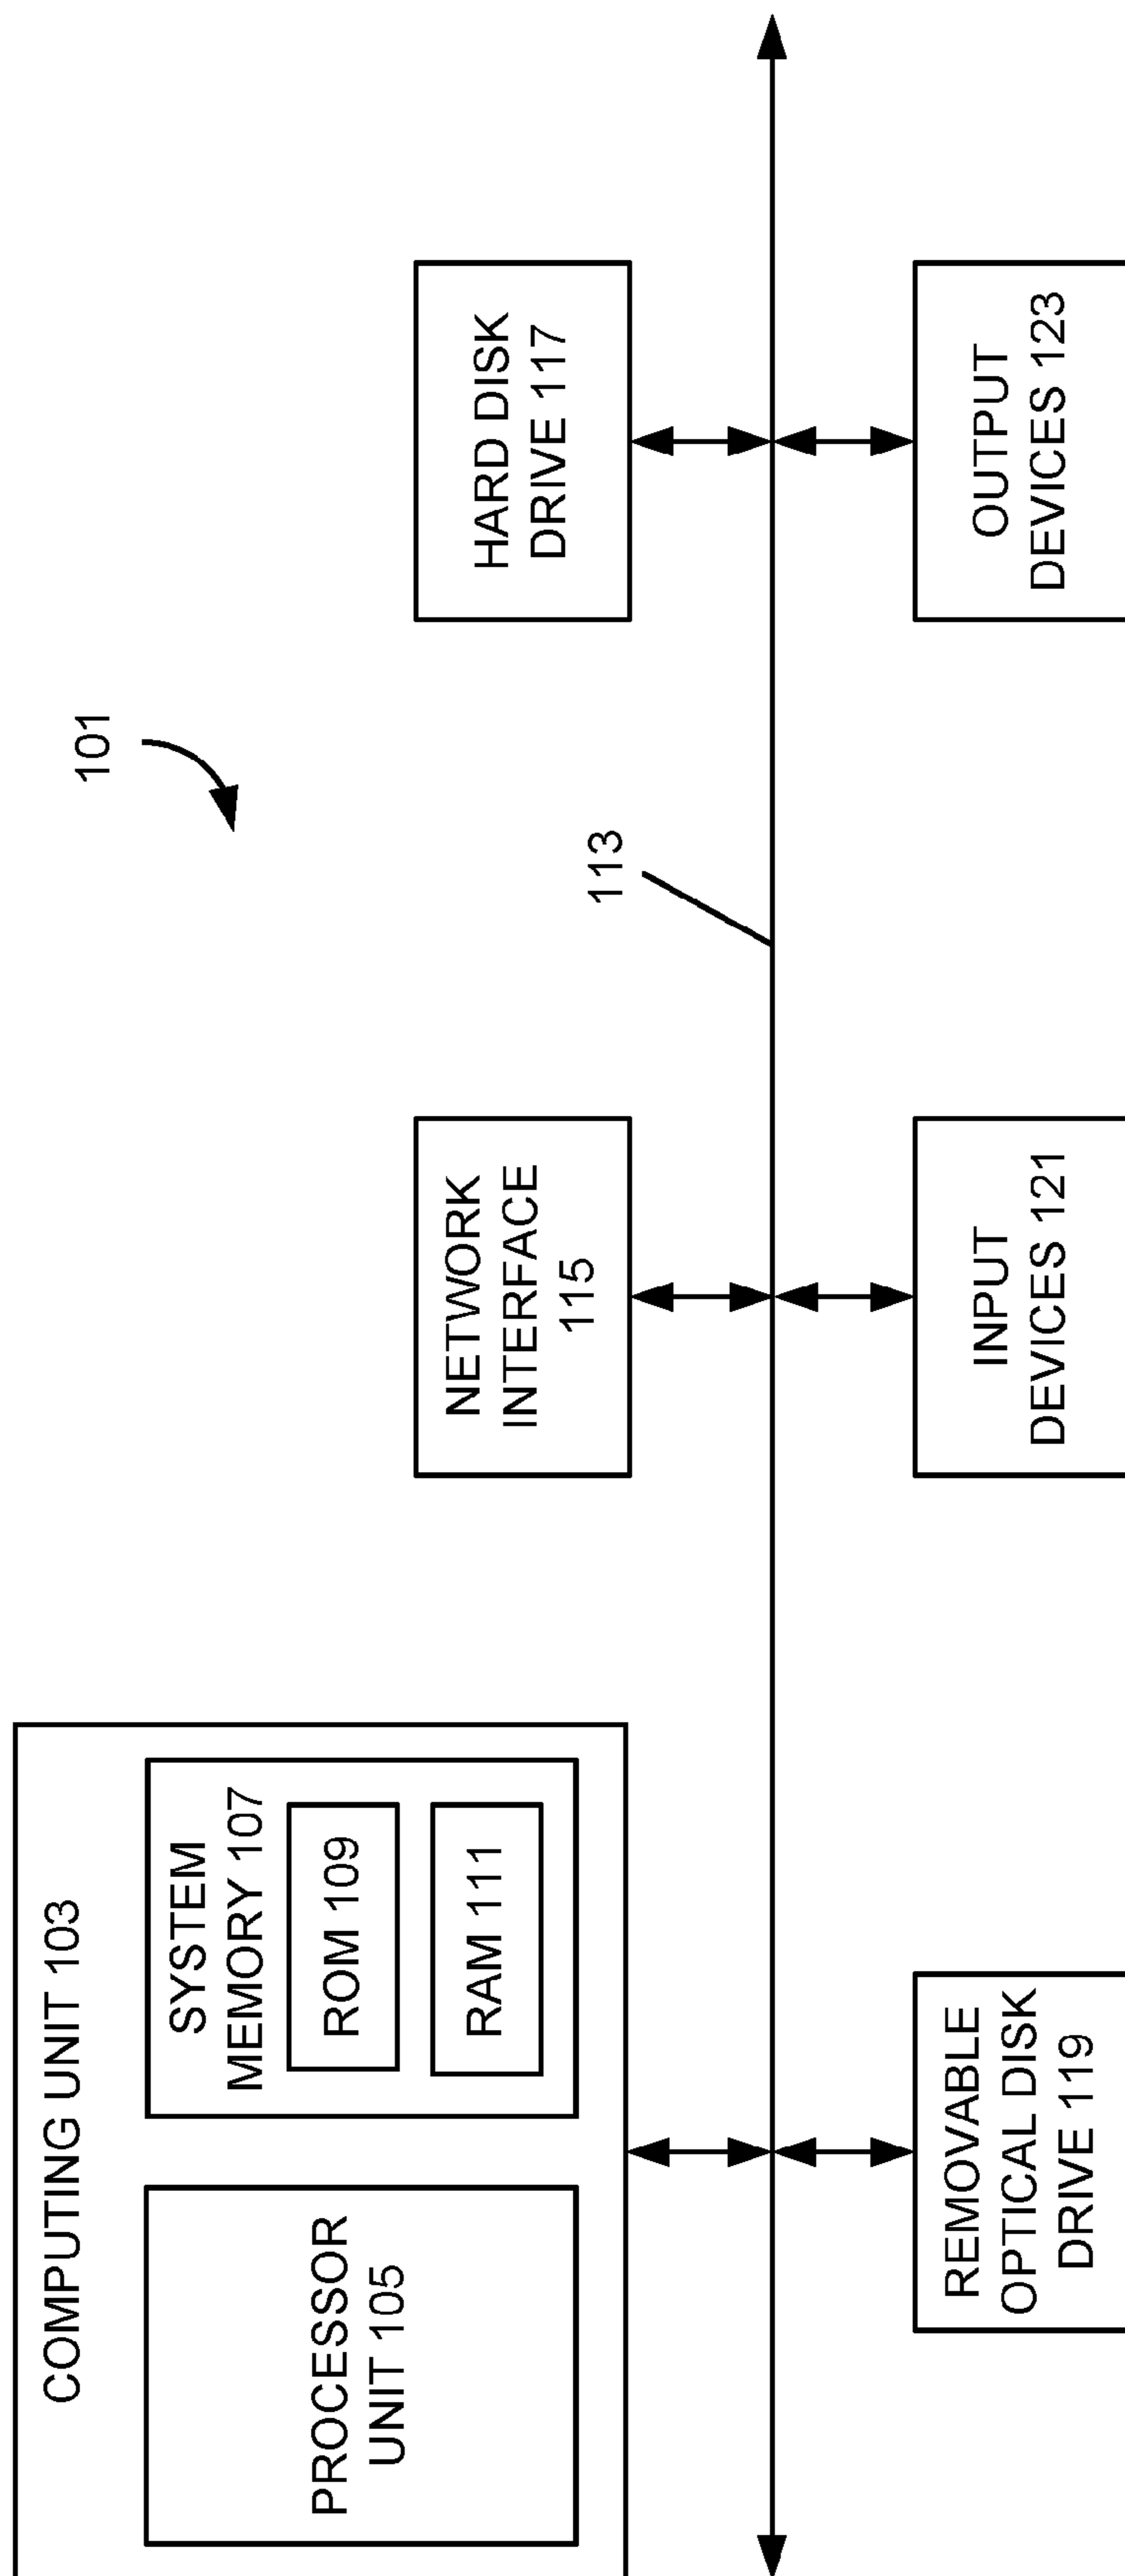 101
COMPUTING UNIT 103
PROCESSOR
UNIT 105
SYSTEM
MEMORY 107
ROM 109
RAM 111
NETWORK
INTERFACE
115
HARD DISK
DRIVE 117
113
REMOVABLE
OPTICAL DISK
DRIVE 119
INPUT
DEVICES 121
OUTPUT
DEVICES 123